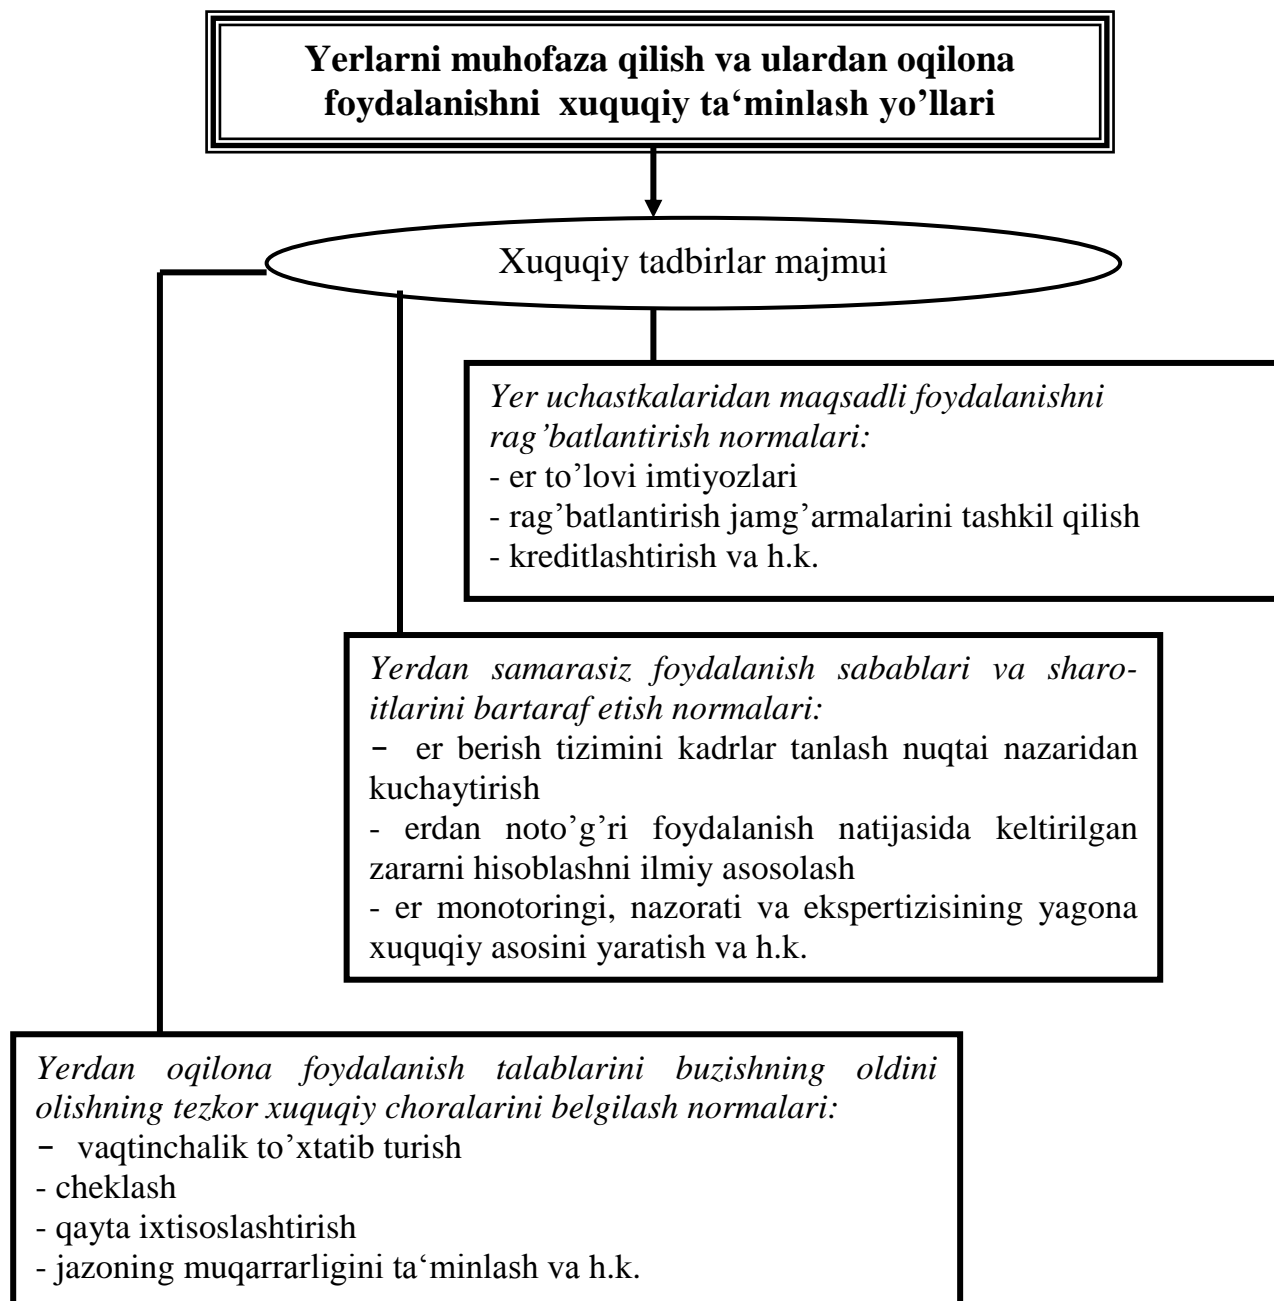 Yerlarni muhofaza qilish va ulardan oqilona
foydalanishni xuquqiy ta‘minlash yo’llari
Xuquqiy tadbirlar majmui
Yer uchastkalaridan maqsadli foydalanishni
rag’batlantirish normalari:
- er to’lovi imtiyozlari
- rag’batlantirish jamg’armalarini tashkil qilish
- kreditlashtirish va h.k.
Yerdan samarasiz foydalanish sabablari va sharo-
itlarini bartaraf etish normalari:
- er berish tizimini kadrlar tanlash nuqtai nazaridan
kuchaytirish
- erdan noto’g’ri foydalanish natijasida keltirilgan
zararni hisoblashni ilmiy asosolash
- er monotoringi, nazorati va ekspertizisining yagona
xuquqiy asosini yaratish va h.k.
Yerdan oqilona foydalanish talablarini buzishning oldini
olishning tezkor xuquqiy choralarini belgilash normalari:
- vaqtinchalik to’xtatib turish
- cheklash
- qayta ixtisoslashtirish
- jazoning muqarrarligini ta‘minlash va h.k.